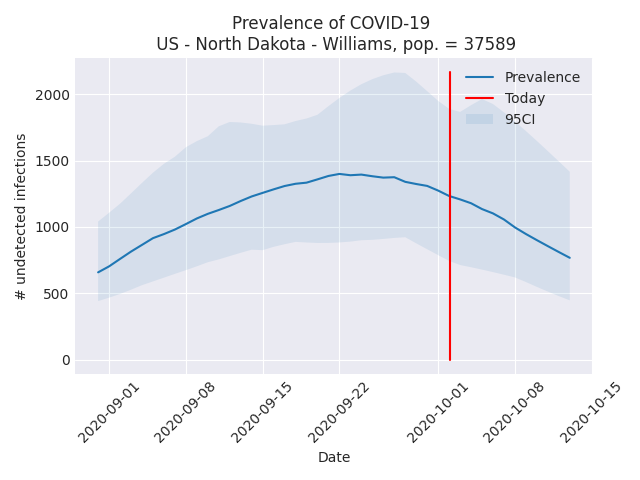 Prevalence of COVID-19
US - North Dakota - Williams, pop. = 37589
Prevalence
Today
95CI
2000
1500
1000
500
0
# undetected infections
2020-09-01
2020-09-08
2020-09-15
2020-09-22
2020-10-01
2020-10-08
2020-10-15
Date